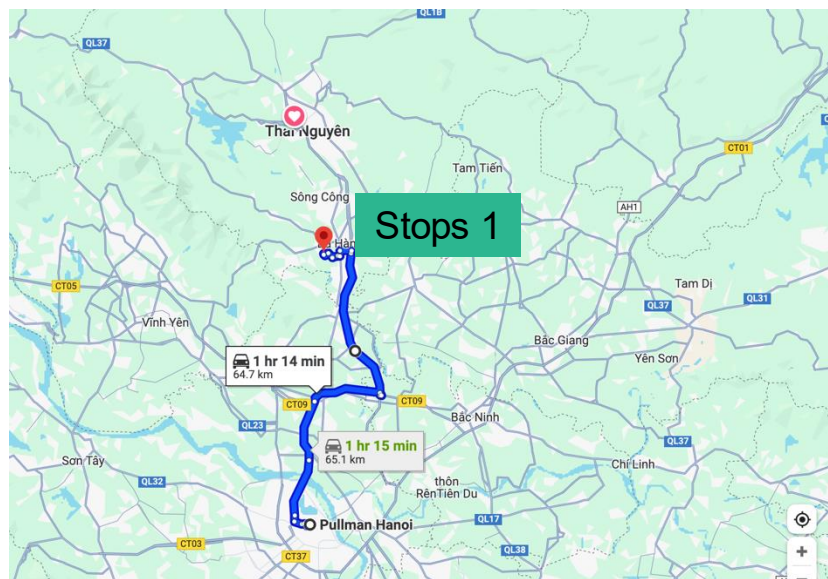 QL37
QL1B
Thái Nguyên
CT01
Tam Tiến
Sông Công
AH1
Stops 1
CT05
Tam Dị
QL37
QL31
Vĩnh Yên
Bắc Giang
Yên Sơn
1 hr 14 min
64.7 km
CT09
CT09
QL23
Bắc Ninh
1 hr 15 min
65.1 km
QL37
Sơn Tây
Chí Linh
QL32
thôn
RềnTiên Du
Pullman Hanoi
QL17
CT03
QL38
CT37